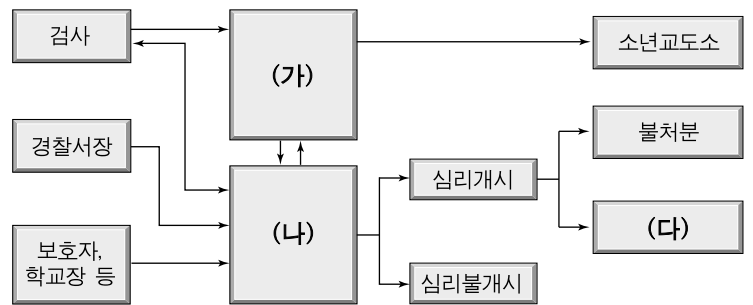 검사
(가)
소년교도소
경찰서장
불처분
심리개시
(나)
(다)
보호자,
학교장 등
심리불개시